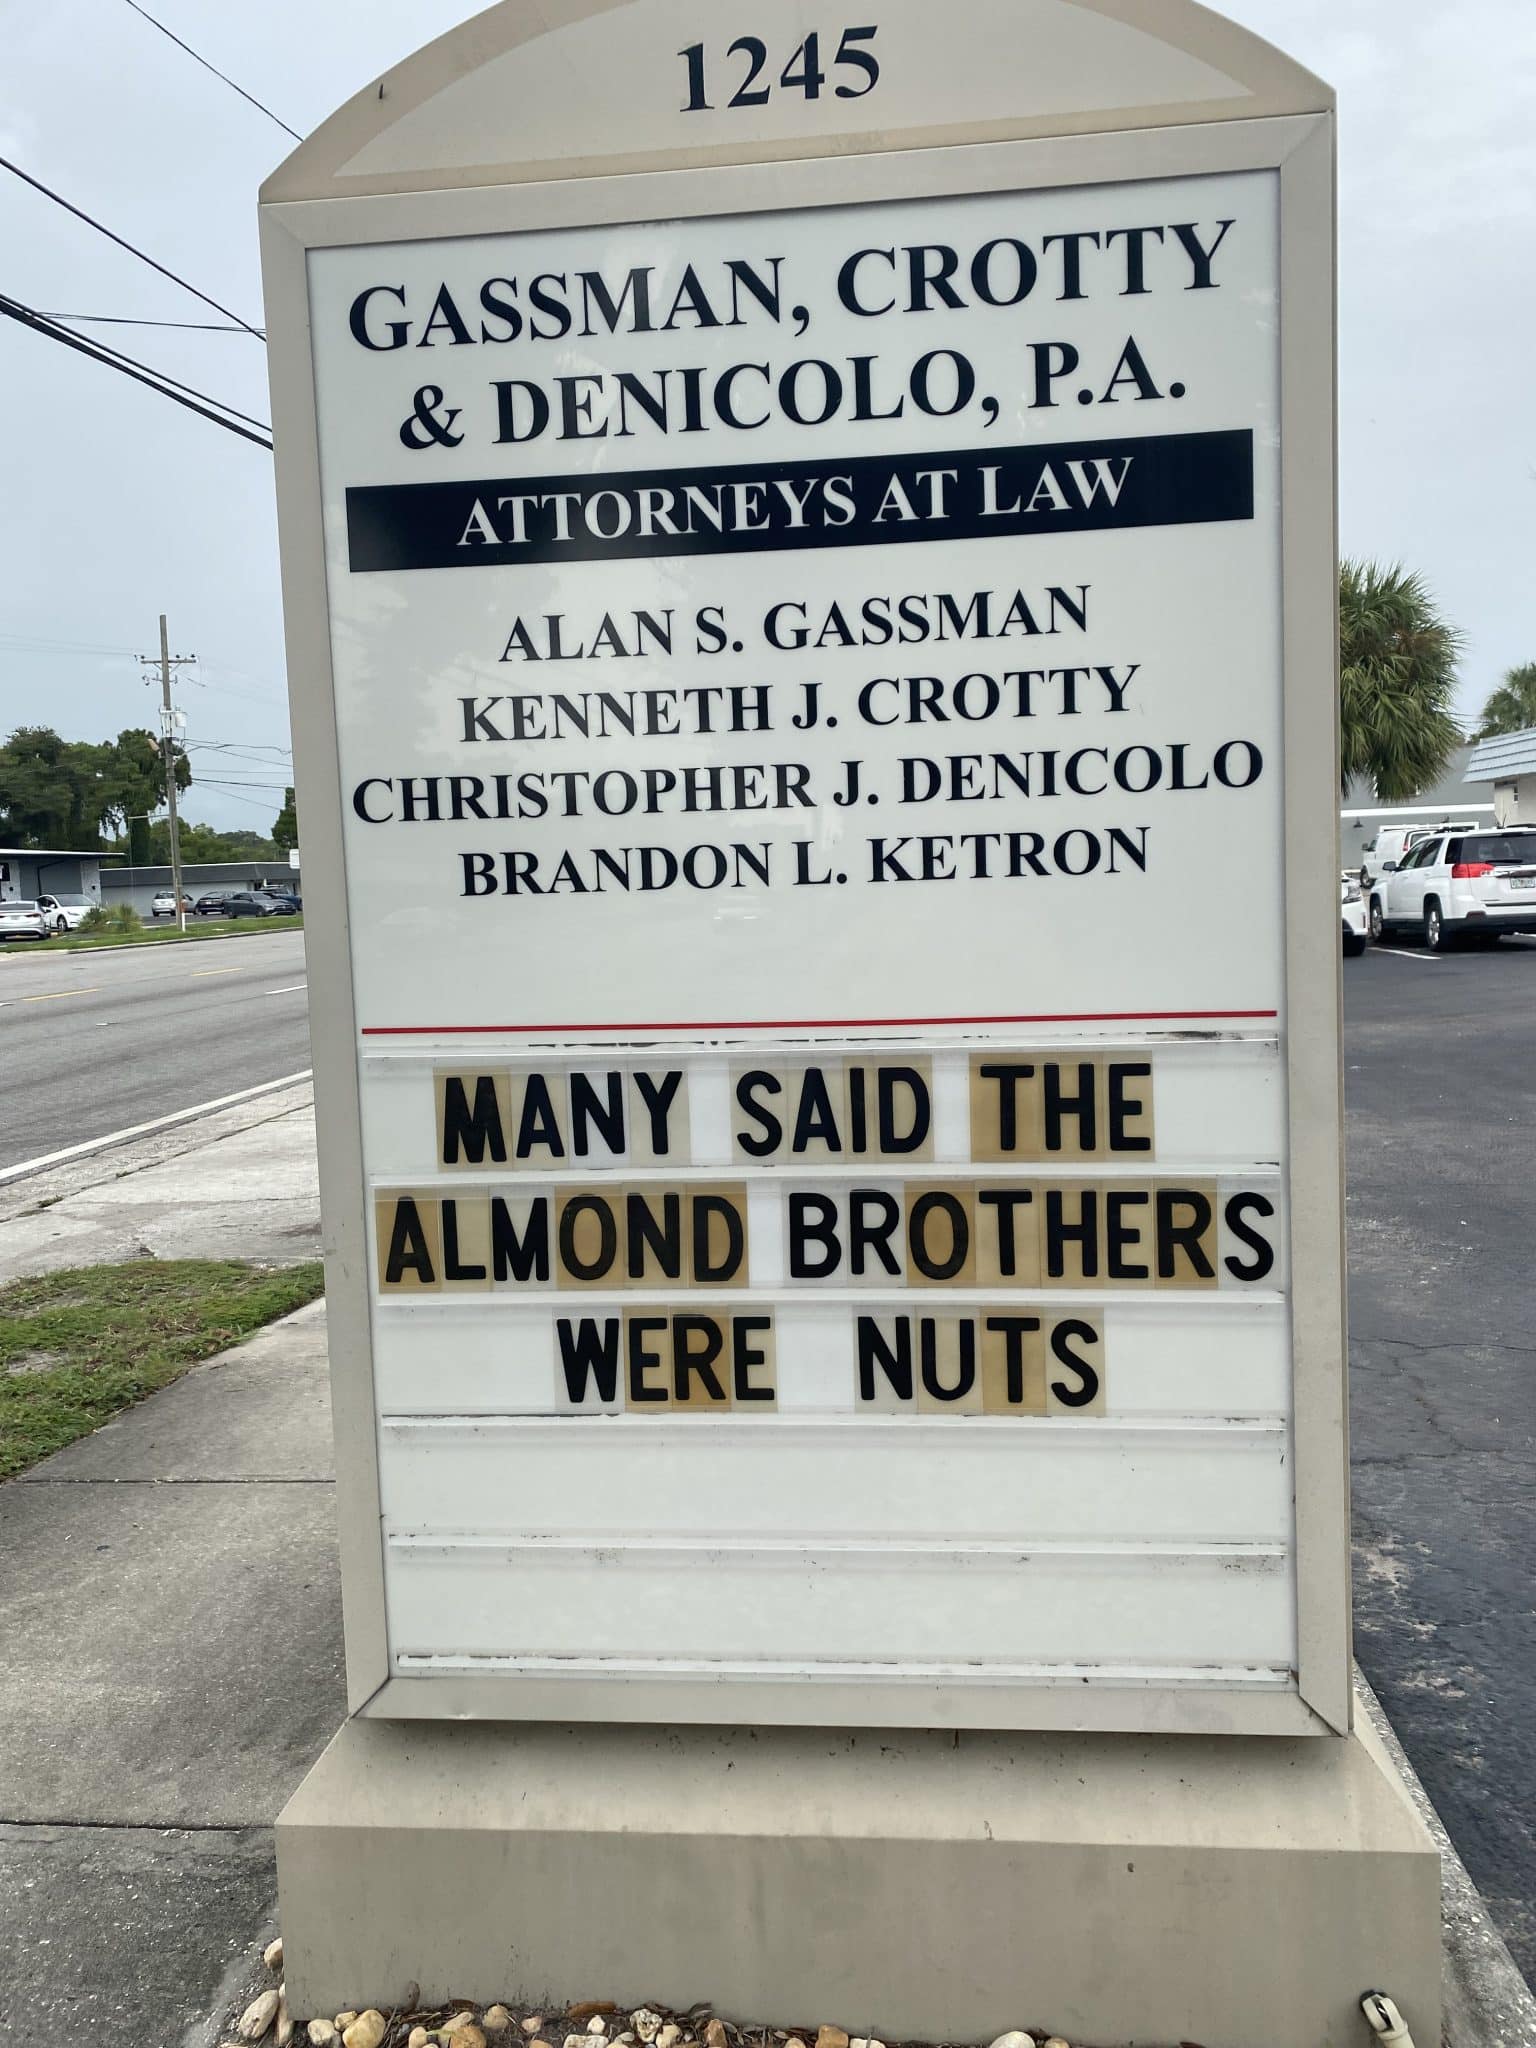 1245
GASSMAN, CROTTY
& DENICOLO, P.A.
ATTORNEYS AT LAW
ALAN S. GASSMAN
KENNETH J. CROTTY
CHRISTOPHER J. DENICOLO
BRANDON L. KETRON
MANY SAID THE
ALMOND BROTHERS
WERE NUTS